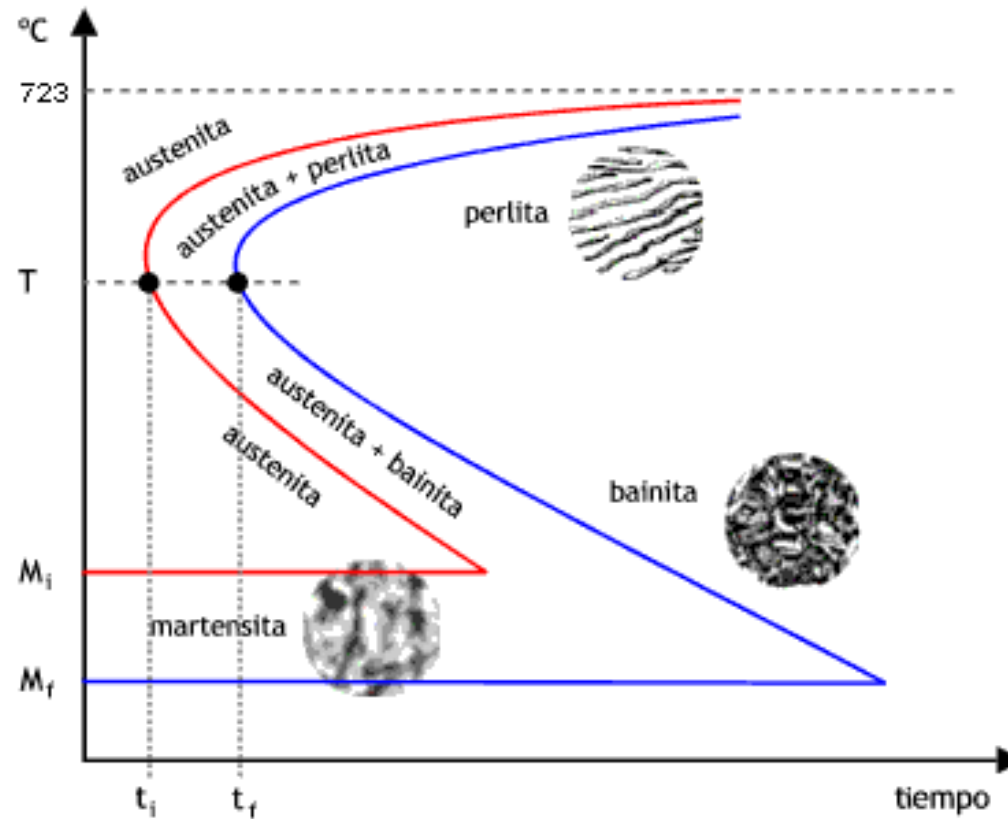 °C
723
austenita
austenita + perlita
perlita
T
austenita + bainita
austenita
bainita
Mi
martensita
Mf
ti
tf
tiempo